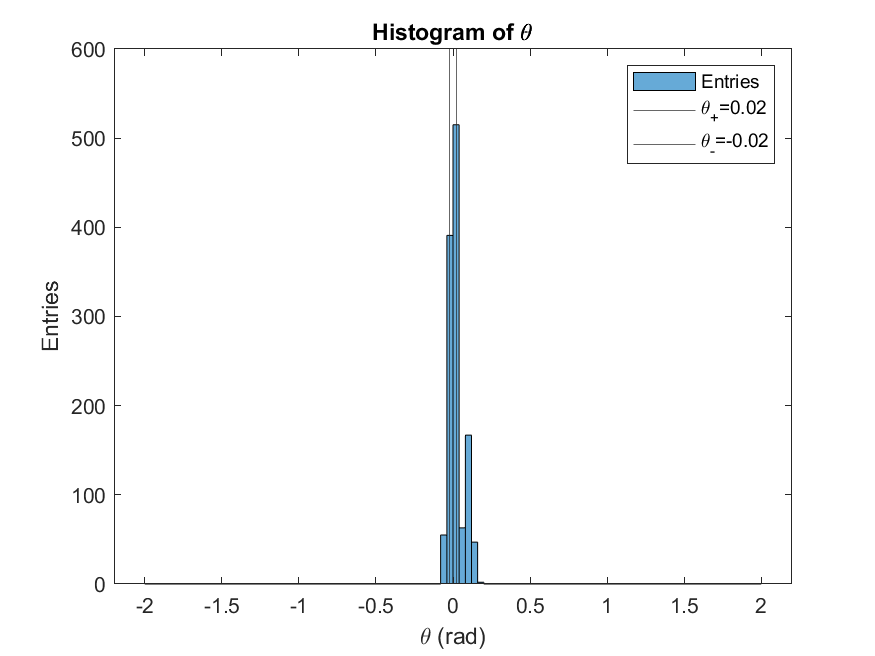 Histogram of θ
600
500
400
300
200
100
0
Entries
Entries
θ₊=0.02
θ₋=-0.02
-2 -1.5 -1 -0.5 0 0.5 1 1.5 2
θ (rad)